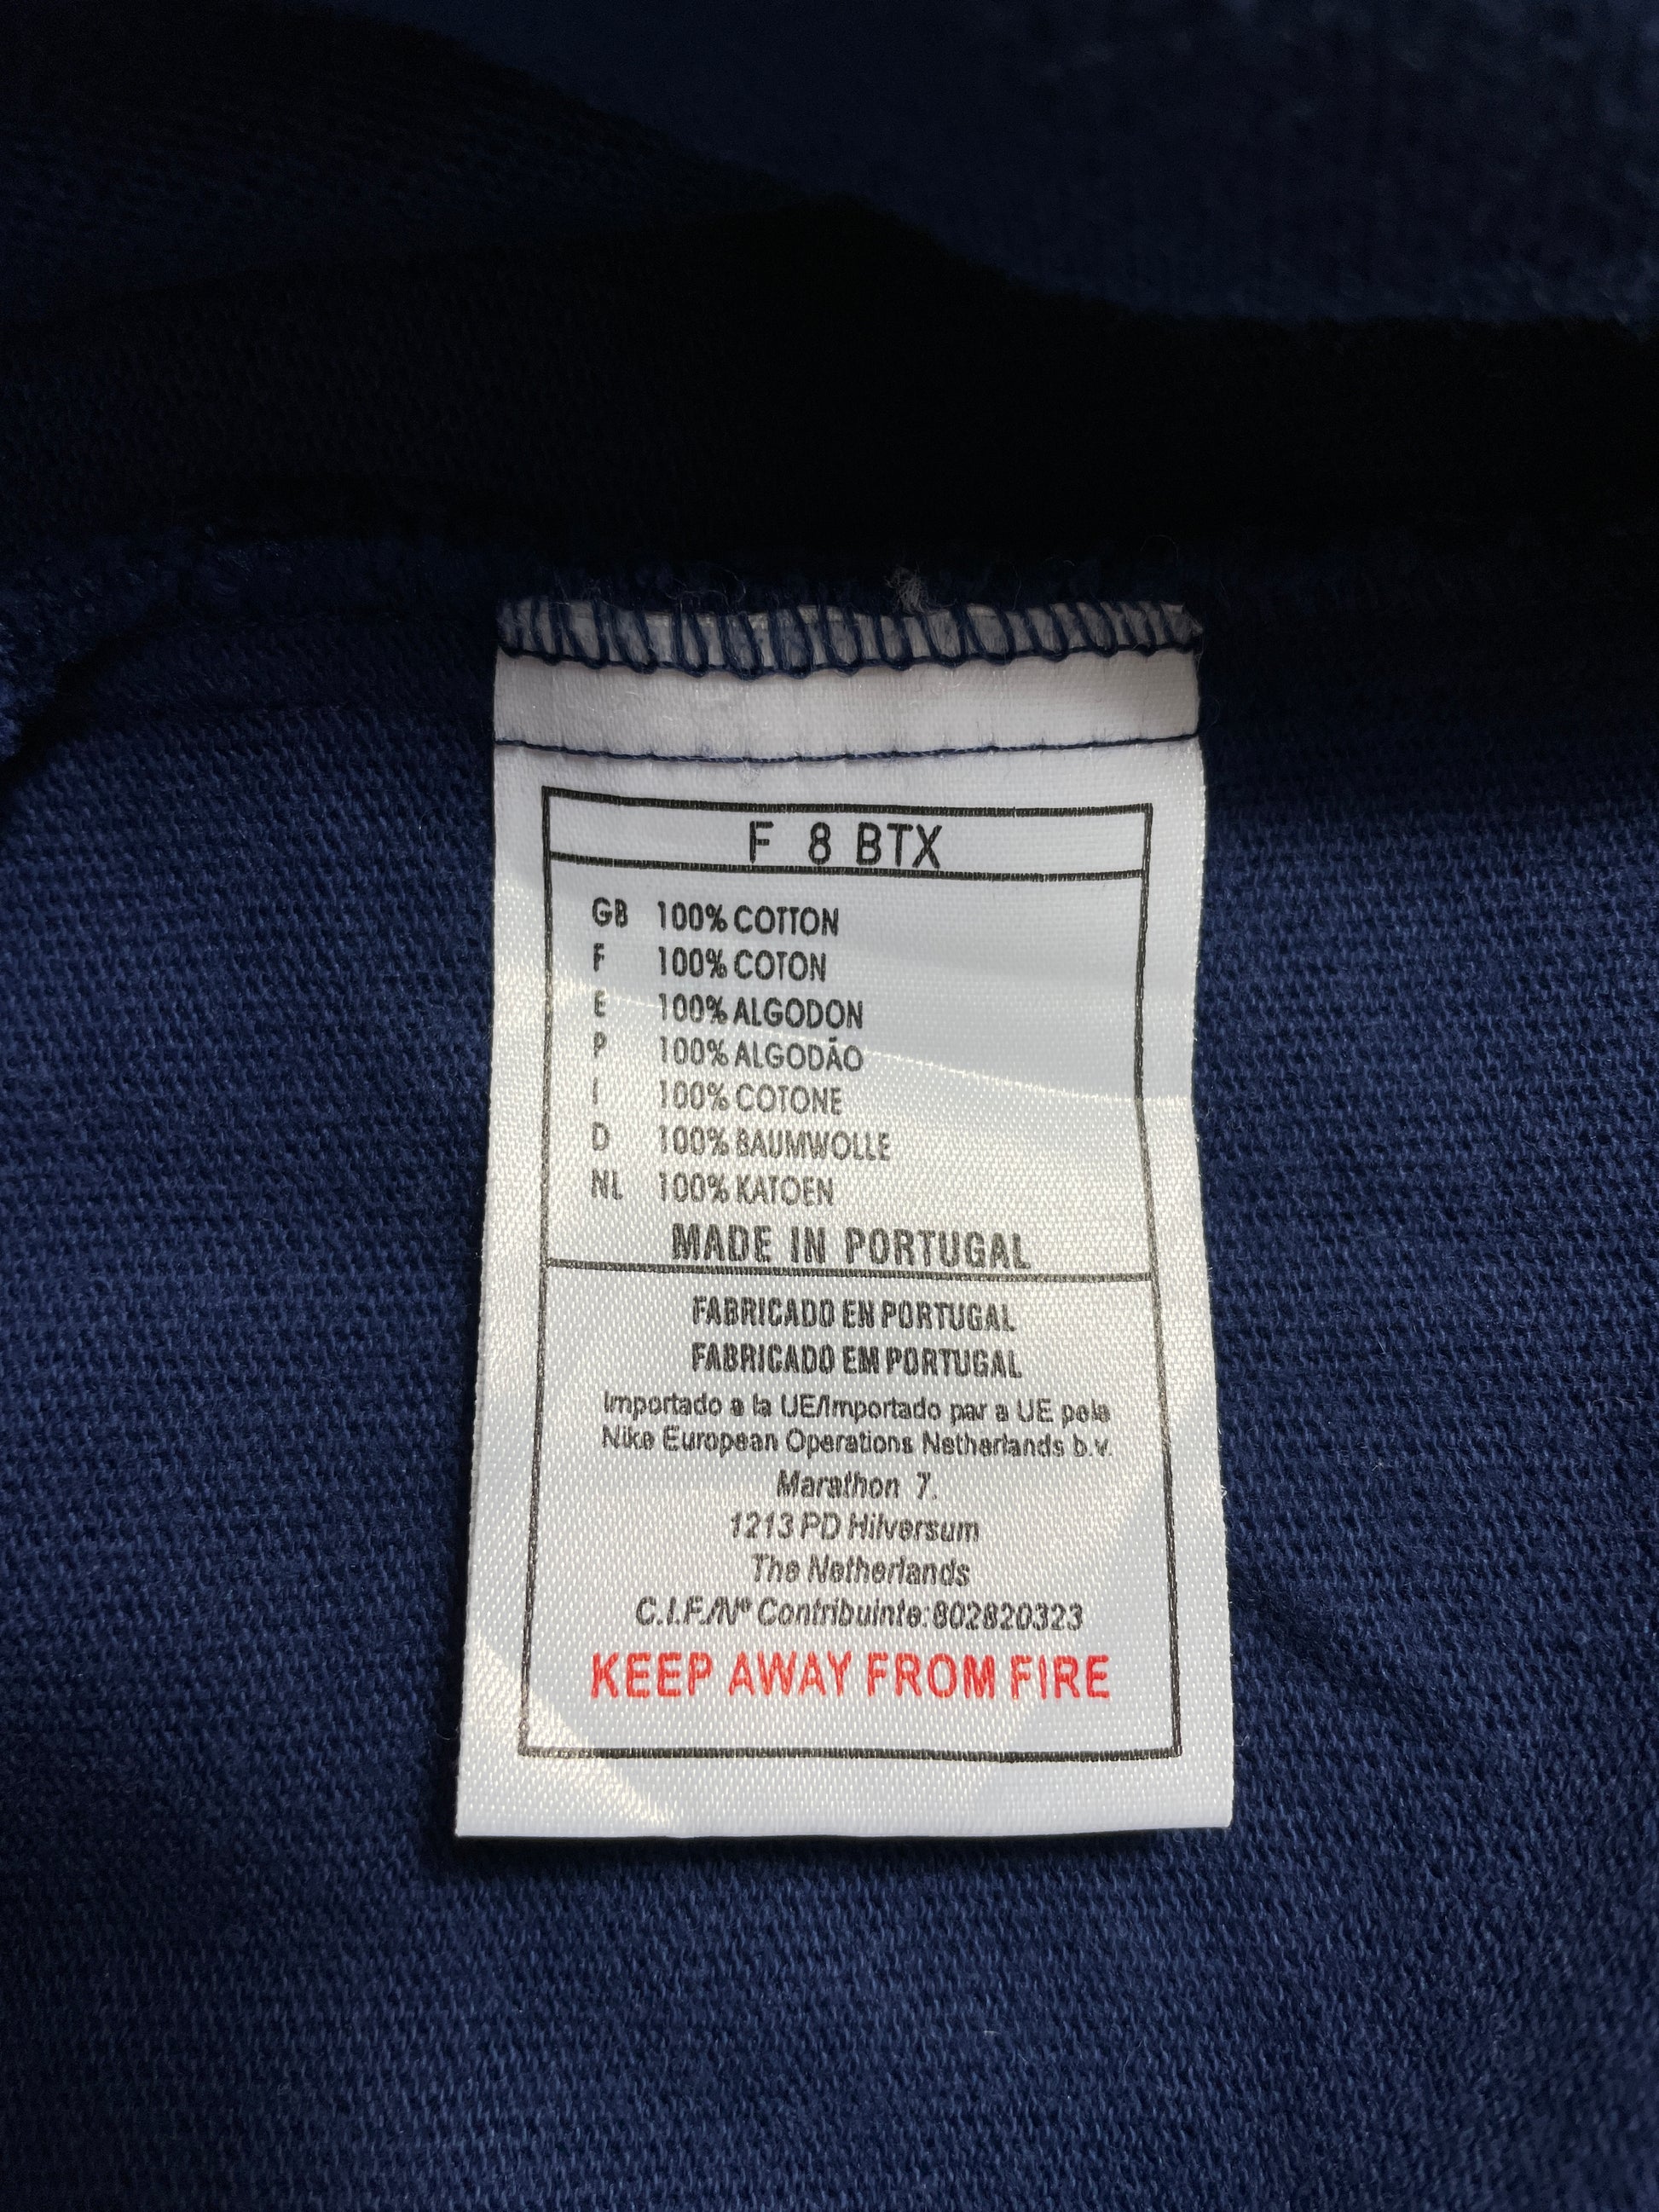 F 8 BTX
GB 100% COTTON
F 100% COTON
E 100% ALGODON
P 100% ALGODÃO
I 100% COTONE
D 100% BAUMWOLLE
NL 100% KATOEN
MADE IN PORTUGAL
FABRICADO EN PORTUGAL
FABRICADO EM PORTUGAL
Importado a la UE/Importado par a UE pela
Nike European Operations Netherlands b.v.
Marathon 7.
1213 PD Hilversum
The Netherlands
C.I.F./Nº Contribuinte:802820323
KEEP AWAY FROM FIRE